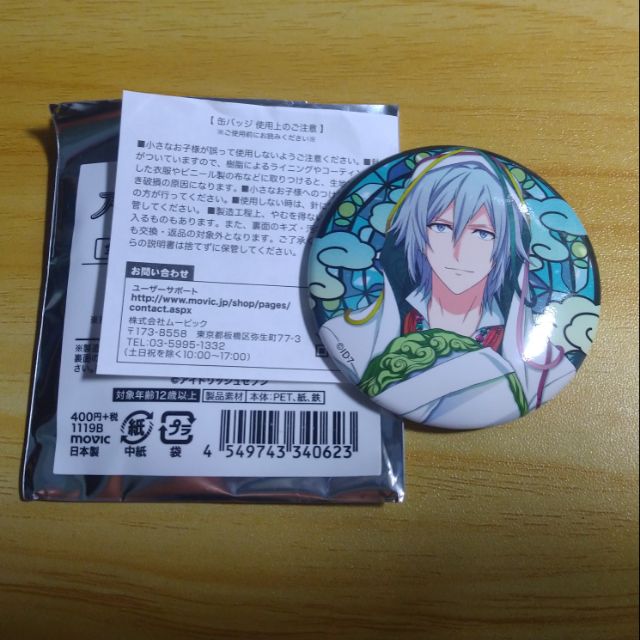 【 缶バッジ 使用上のご注意 】
※ご使用前にお読みください※
■小さなお子様が誤って使用しないようご注意ください。■
がついていますので、樹脂によるライニングやコーティ
した衣服やビニール製の布などに取りつけると、生
き破損の原因になります。■小さなお子様へのつけ
の方が行ってください。■使用しない時は、針は
管してください。■製造工程上、やむを得ない
入るものもあります。また、裏面のキズ・汚
も交換・返品の対象外となります。ご了承
らの説明書は捨てずに保管してください。
お問い合わせ
ユーザーサポート
http://www.movic.jp/shop/pages/
contact.aspx
株式会社ムービック
〒173-8558 東京都板橋区弥生町77-3
TEL:03-5995-1332
(土日祝を除く10:00~17:00)
©アイドリッシュセブン
対象年齢12歳以上 製品素材 本体:PET、紙、鉄
400円+税
1119B
movic
日本製
紙
中紙
プラ
袋
4 549743 340623
©ID7